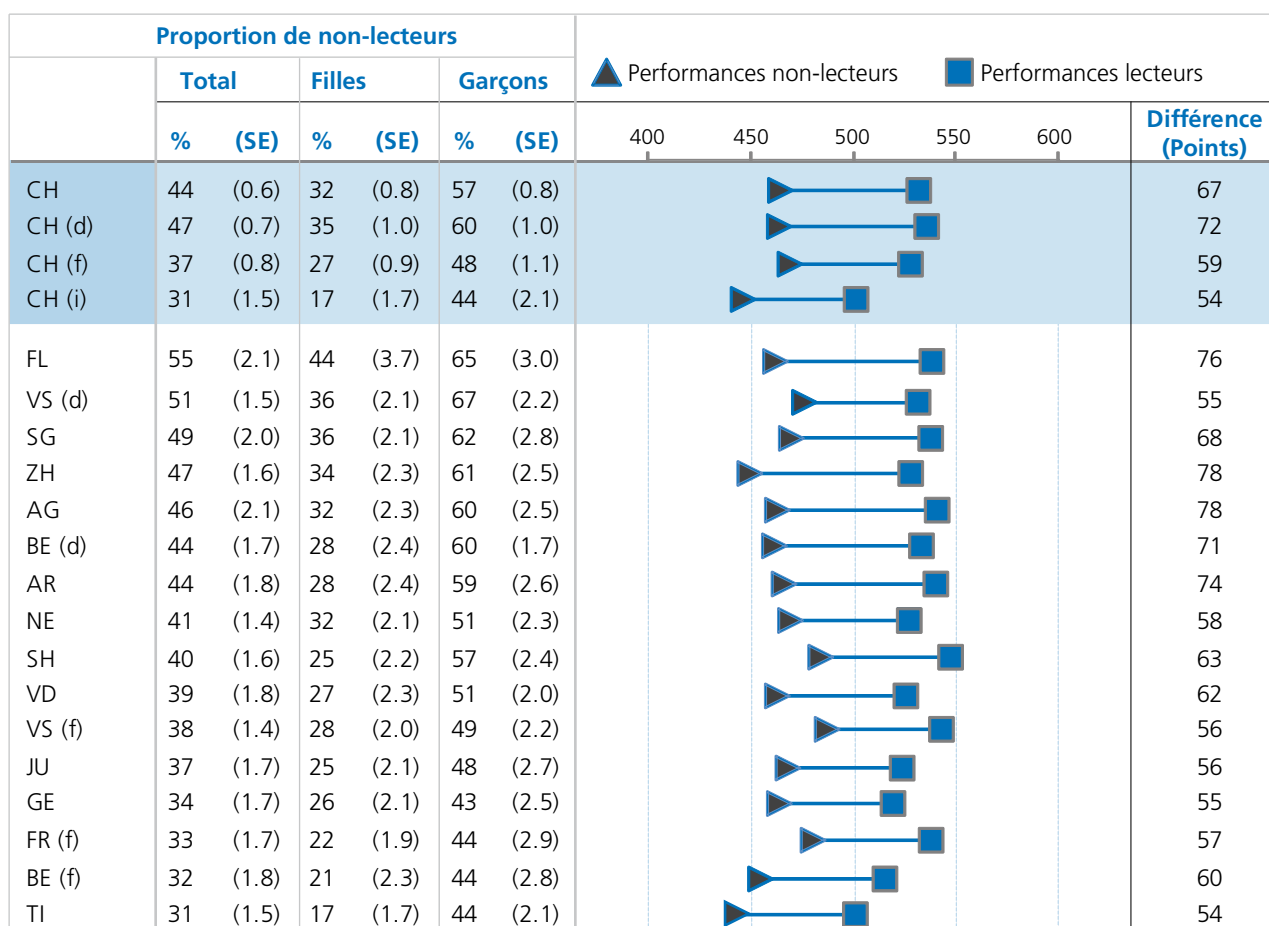 Proportion de non-lecteurs
Performances non-lecteurs Performances lecteurs
Total Filles Garçons
% (SE) % (SE) % (SE) 400 450 500 550 600 Différence (Points)
CH 44 (0.6) 32 (0.8) 57 (0.8) 67
CH (d) 47 (0.7) 35 (1.0) 60 (1.0) 72
CH (f) 37 (0.8) 27 (0.9) 48 (1.1) 59
CH (i) 31 (1.5) 17 (1.7) 44 (2.1) 54
FL 55 (2.1) 44 (3.7) 65 (3.0) 76
VS (d) 51 (1.5) 36 (2.1) 67 (2.2) 55
SG 49 (2.0) 36 (2.1) 62 (2.8) 68
ZH 47 (1.6) 34 (2.3) 61 (2.5) 78
AG 46 (2.1) 32 (2.3) 60 (2.5) 78
BE (d) 44 (1.7) 28 (2.4) 60 (1.7) 71
AR 44 (1.8) 28 (2.4) 59 (2.6) 74
NE 41 (1.4) 32 (2.1) 51 (2.3) 58
SH 40 (1.6) 25 (2.2) 57 (2.4) 63
VD 39 (1.8) 27 (2.3) 51 (2.0) 62
VS (f) 38 (1.4) 28 (2.0) 49 (2.2) 56
JU 37 (1.7) 25 (2.1) 48 (2.7) 56
GE 34 (1.7) 26 (2.1) 43 (2.5) 55
FR (f) 33 (1.7) 22 (1.9) 44 (2.9) 57
BE (f) 32 (1.8) 21 (2.3) 44 (2.8) 60
TI 31 (1.5) 17 (1.7) 44 (2.1) 54